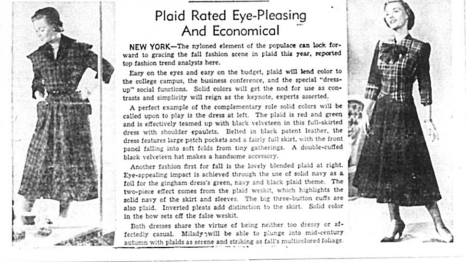 Plaid Rated Eye-Pleasing
And Economical
NEW YORK—The nyloned element of the populace can look for-
ward to gracing the fall fashion scene in plaid this year, reported
top fashion trend analysts here.
Easy on the eyes and easy on the budget, plaid will lend color to
the college campus, the business conference, and the special "dress-
up" social functions. Solid colors will get the nod for use as con-
trasts and simplicity will reign as the keynote, experts asserted.
A perfect example of the complementary role solid colors will be
called upon to play is the dress at left. The plaid is red and green
and is effectively teamed up with black velveteen in this full-skirted
dress with shoulder epaulets. Belted in black patent leather, the
dress features large patch pockets and a fairly full skirt, with the front
panel falling into soft folds from tiny gatherings. A double-ruffed
black velveteen hat makes a handsome accessory.
Another fashion first for fall is the lovely blended plaid at right.
Eye-appealing impact is achieved through the use of solid navy as a
foil for the gingham dress's green, navy and black plaid theme. The
two-piece effect comes from the plaid weskit, which highlights the
solid navy of the skirt and sleeves. The big three-button cuffs are
also plaid. Inverted pleats add distinction to the skirt. Solid color
in the bow sets off the false weskit.
Both dresses share the virtue of being neither too dressy or af-
fectedly casual. Milady will be able to plunge into mid-century
autumn with plaids as serene and striking as fall's multicolored foliage.